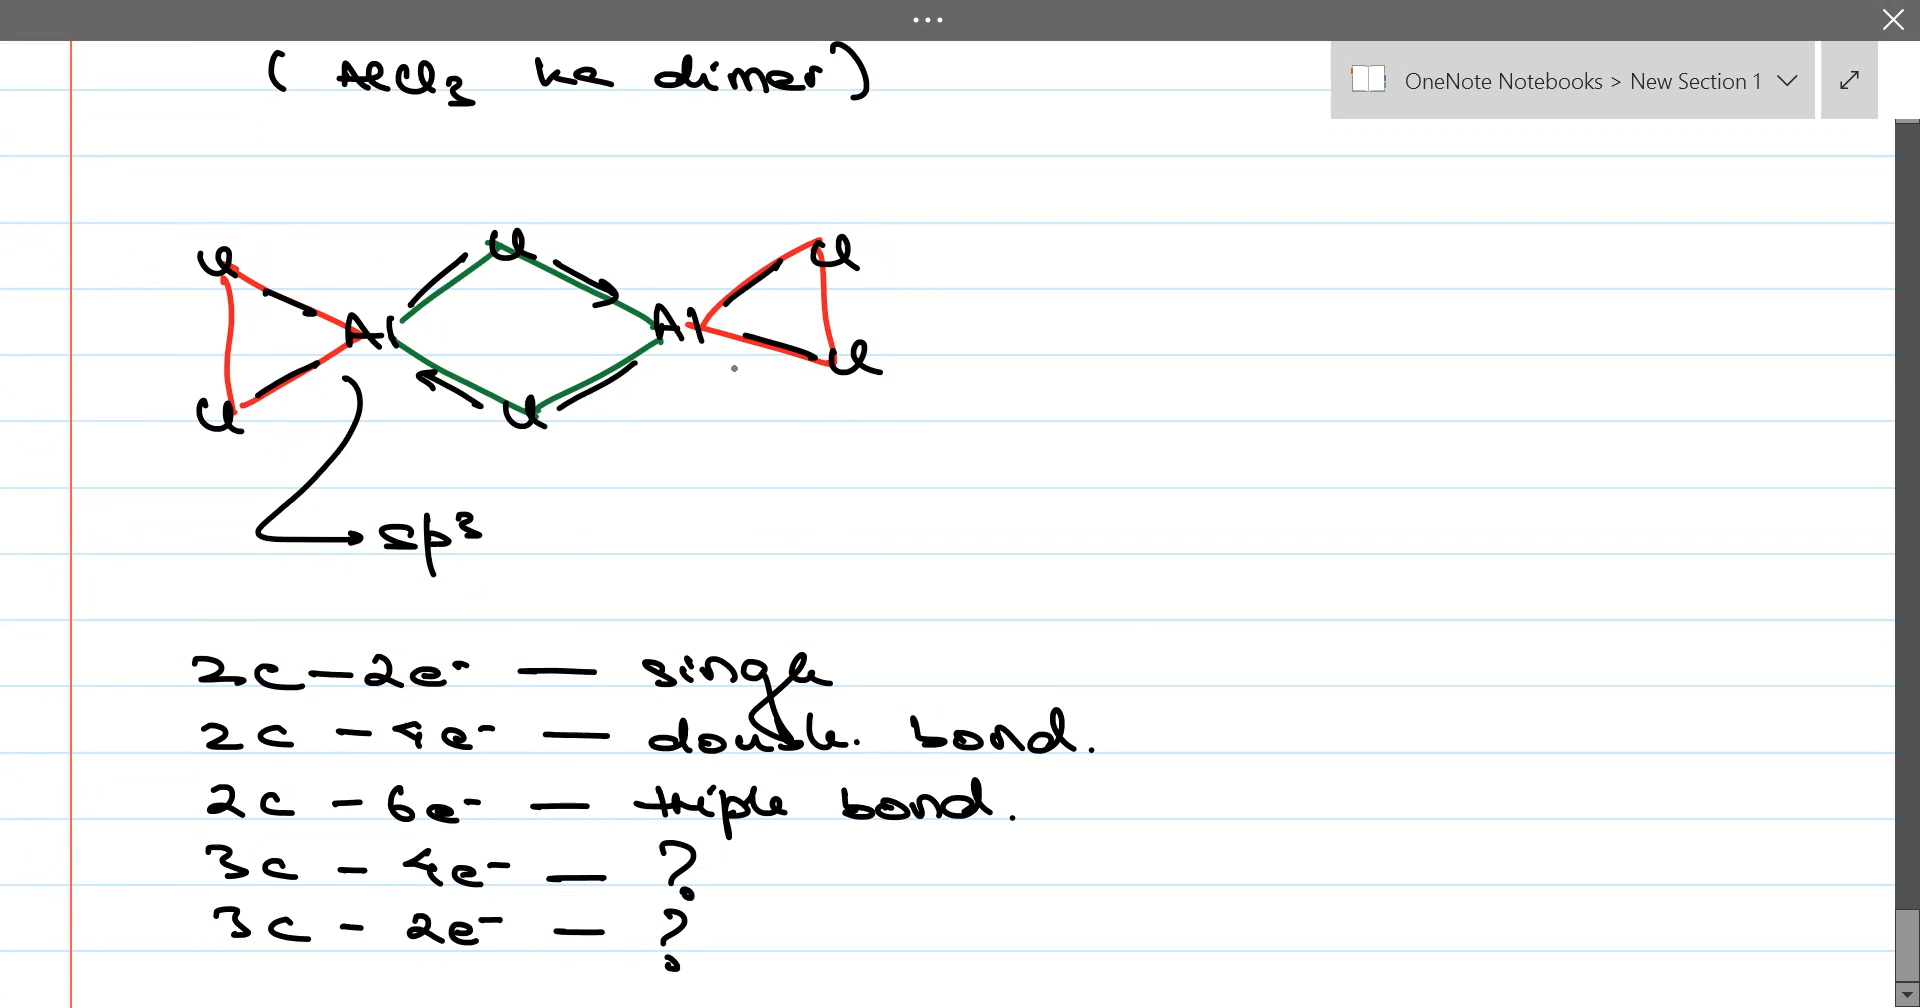 ...
OneNote Notebooks > New Section 1
( AlCl3 ka dimer )
Cl Cl Cl
Al Al
Cl Cl Cl
sp³
2c - 2e⁻ — single
2c - 4e⁻ — double bond.
2c - 6e⁻ — triple bond.
3c - 4e⁻ — ?
3c - 2e⁻ — ?